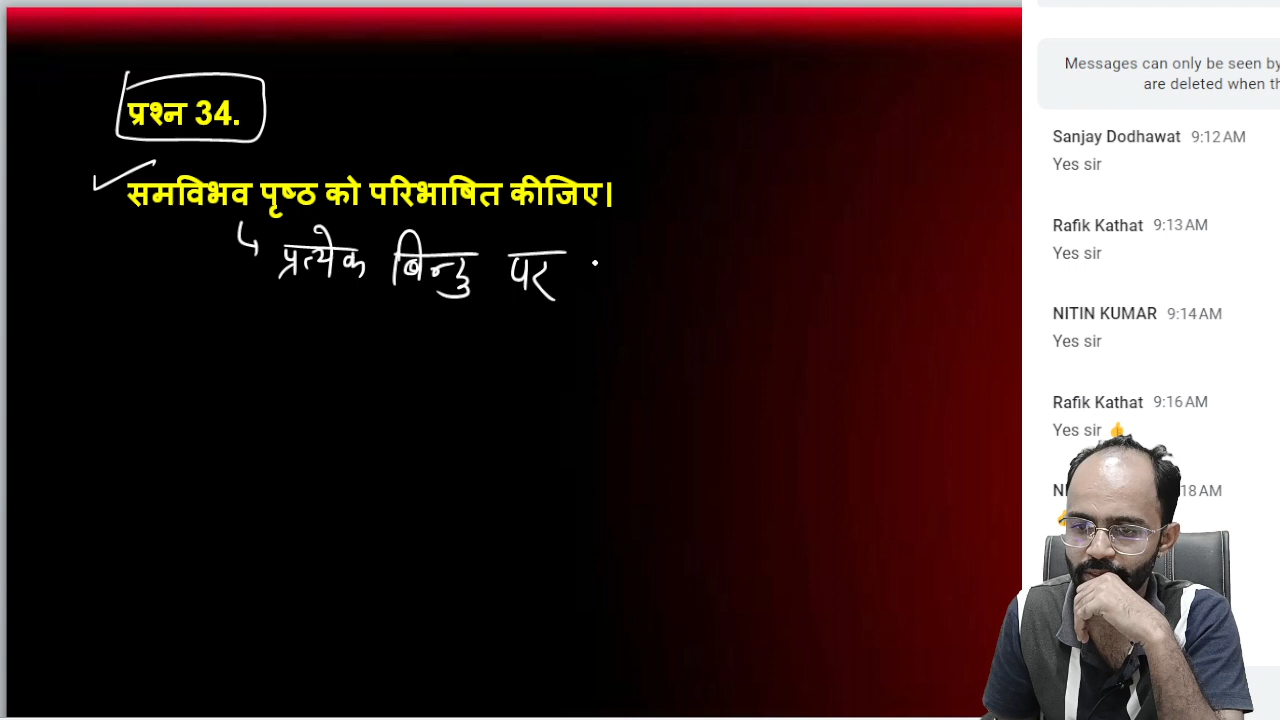 प्रश्न 34.
समविभव पृष्ठ को परिभाषित कीजिए।
प्रत्येक बिन्दु पर
Messages can only be seen by
are deleted when th
Sanjay Dodhawat 9:12 AM
Yes sir
Rafik Kathat 9:13 AM
Yes sir
NITIN KUMAR 9:14 AM
Yes sir
Rafik Kathat 9:16 AM
Yes sir 👍
18 AM